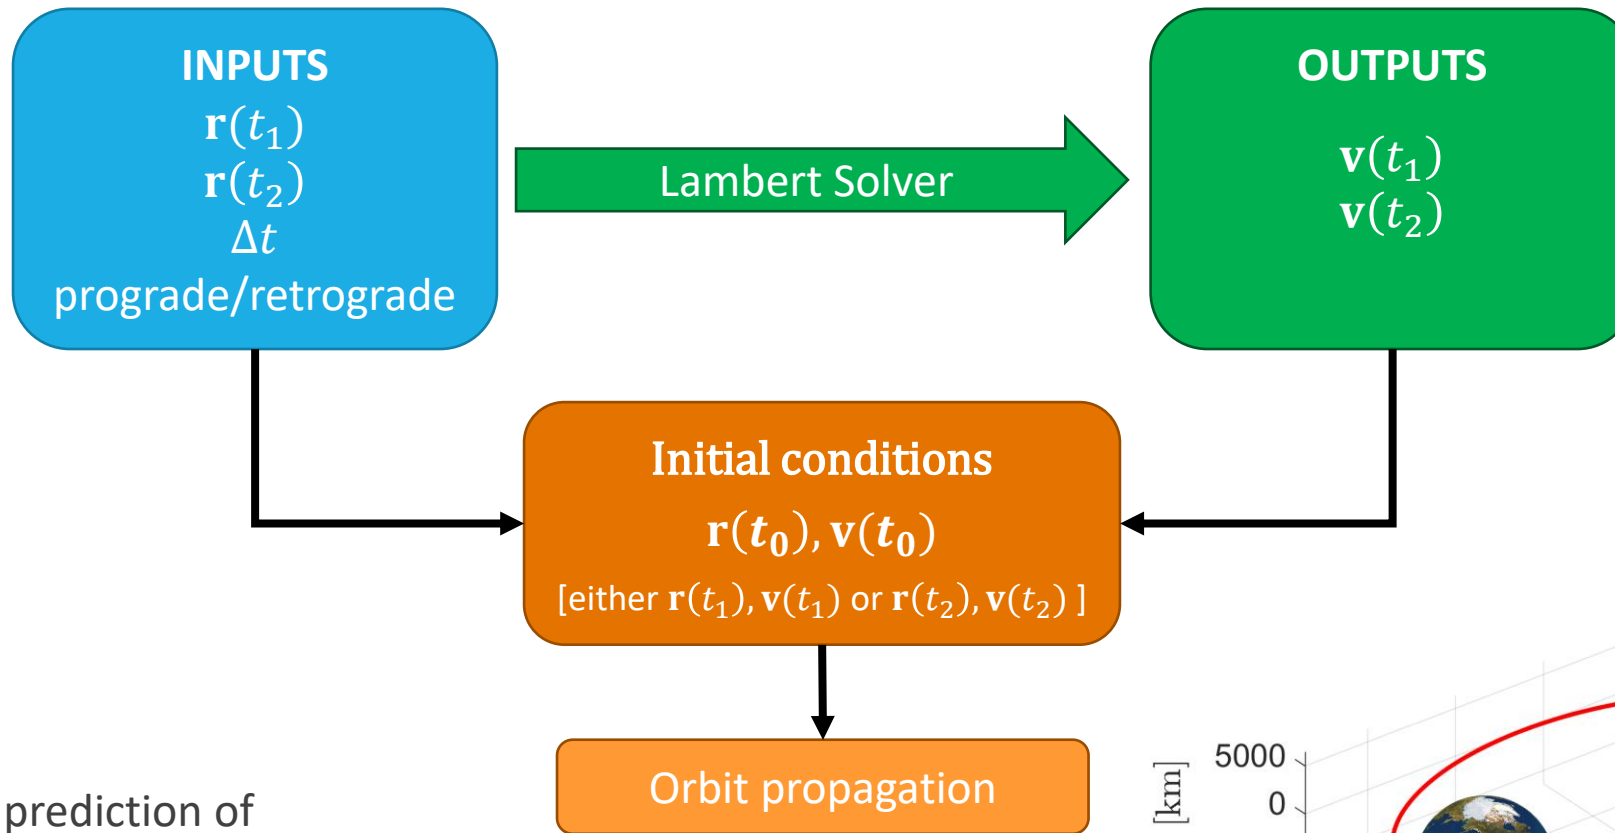 INPUTS
𝐫(𝑡₁)
𝐫(𝑡₂)
Δ𝑡
prograde/retrograde
Lambert Solver
OUTPUTS
𝐯(𝑡₁)
𝐯(𝑡₂)
Initial conditions
𝐫(𝒕₀), 𝐯(𝒕₀)
[either 𝐫(𝑡₁), 𝐯(𝑡₁) or 𝐫(𝑡₂), 𝐯(𝑡₂) ]
Orbit propagation
prediction of
5000
0
[km]